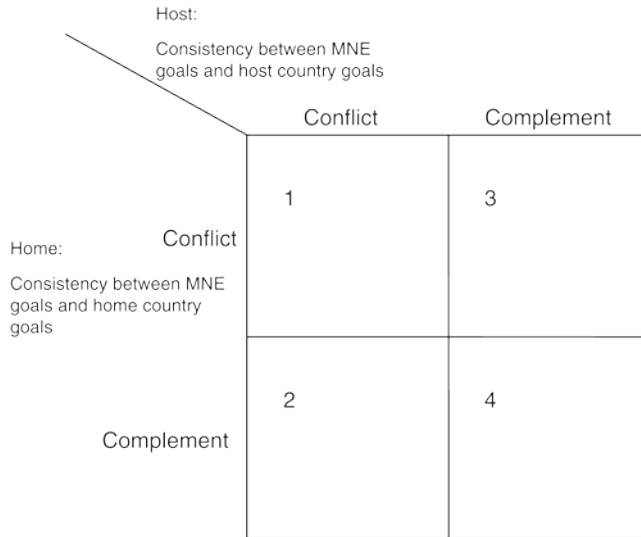 Host:
Consistency between MNE
goals and host country goals
Conflict
Complement
1
3
Conflict
Home:
Consistency between MNE
goals and home country
goals
2
4
Complement